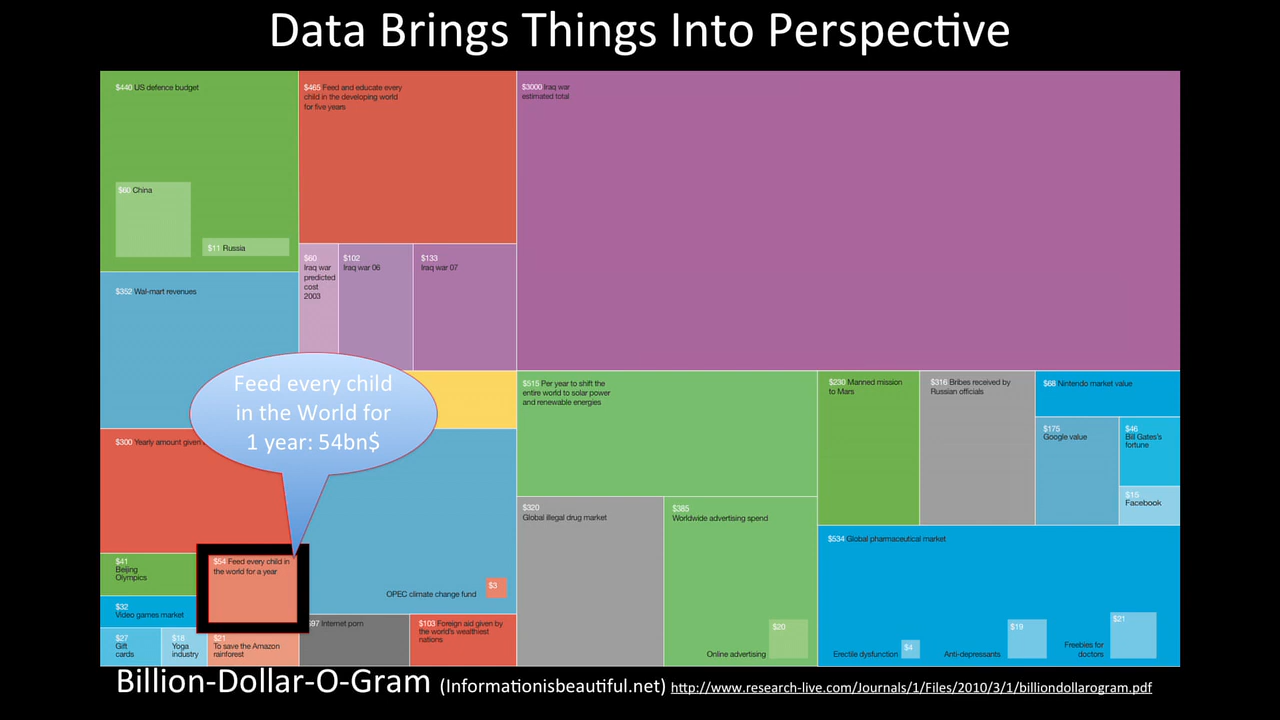 Data Brings Things Into Perspective
$440 US defence budget
$60 China
$11 Russia
$465 Feed and educate every
child in the developing world
for five years
$3000 Iraq war
estimated total
$60
Iraq war
predicted
cost
2003
$102
Iraq war 06
$133
Iraq war 07
$352 Wal-mart revenues
Feed every child
in the World for
1 year: 54bn$
$300 Yearly amount given
$515 Per year to shift the
entire world to solar power
and renewable energies
$230 Manned mission
to Mars
$316 Bribes received by
Russian officials
$68 Nintendo market value
$175
Google value
$46
Bill Gates's
fortune
$15
Facebook
$320
Global illegal drug market
$385
Worldwide advertising spend
$20
Online advertising
$534 Global pharmaceutical market
$4
Erectile dysfunction
$19
Anti-depressants
$21
Freebies for
doctors
$41
Beijing
Olympics
$54 Feed every child in
the world for a year
$3
OPEC climate change fund
$32
Video games market
$27
Gift
cards
$18
Yoga
industry
$21
To save the Amazon
rainforest
$97 Internet porn
$103 Foreign aid given by
the world's wealthiest
nations
Billion-Dollar-O-Gram (Informationisbeautiful.net) http://www.research-live.com/Journals/1/Files/2010/3/1/billiondollarogram.pdf